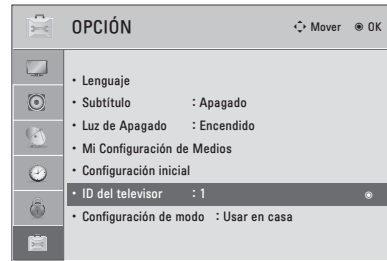 OPCIÓN Mover OK
• Lenguaje
• Subtítulo : Apagado
• Luz de Apagado : Encendido
• Mi Configuración de Medios
• Configuración inicial
• ID del televisor : 1
• Configuración de modo : Usar en casa